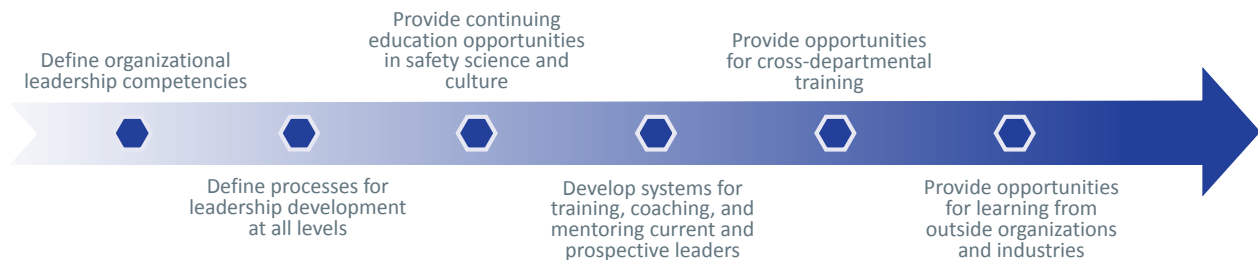 Define organizational
leadership competencies
Define processes for
leadership development
at all levels
Provide continuing
education opportunities
in safety science and
culture
Develop systems for
training, coaching, and
mentoring current and
prospective leaders
Provide opportunities
for cross-departmental
training
Provide opportunities
for learning from
outside organizations
and industries